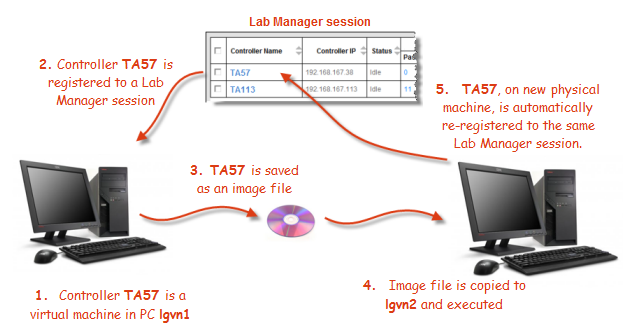 Lab Manager session
Controller Name Controller IP Status
TA57 192.168.167.38 Idle 0
TA113 192.168.167.113 Idle 11
2. Controller TA57 is
registered to a Lab
Manager session
5. TA57, on new physical
machine, is automatically
re-registered to the same
Lab Manager session.
3. TA57 is saved
as an image file
1. Controller TA57 is a
virtual machine in PC lgvn1
4. Image file is copied to
lgvn2 and executed